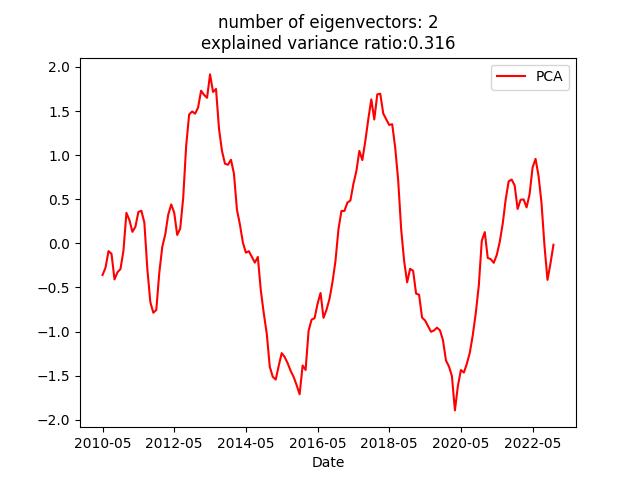 number of eigenvectors: 2
explained variance ratio:0.316
PCA
2.0
1.5
1.0
0.5
0.0
−0.5
−1.0
−1.5
−2.0
2010-05 2012-05 2014-05 2016-05 2018-05 2020-05 2022-05
Date